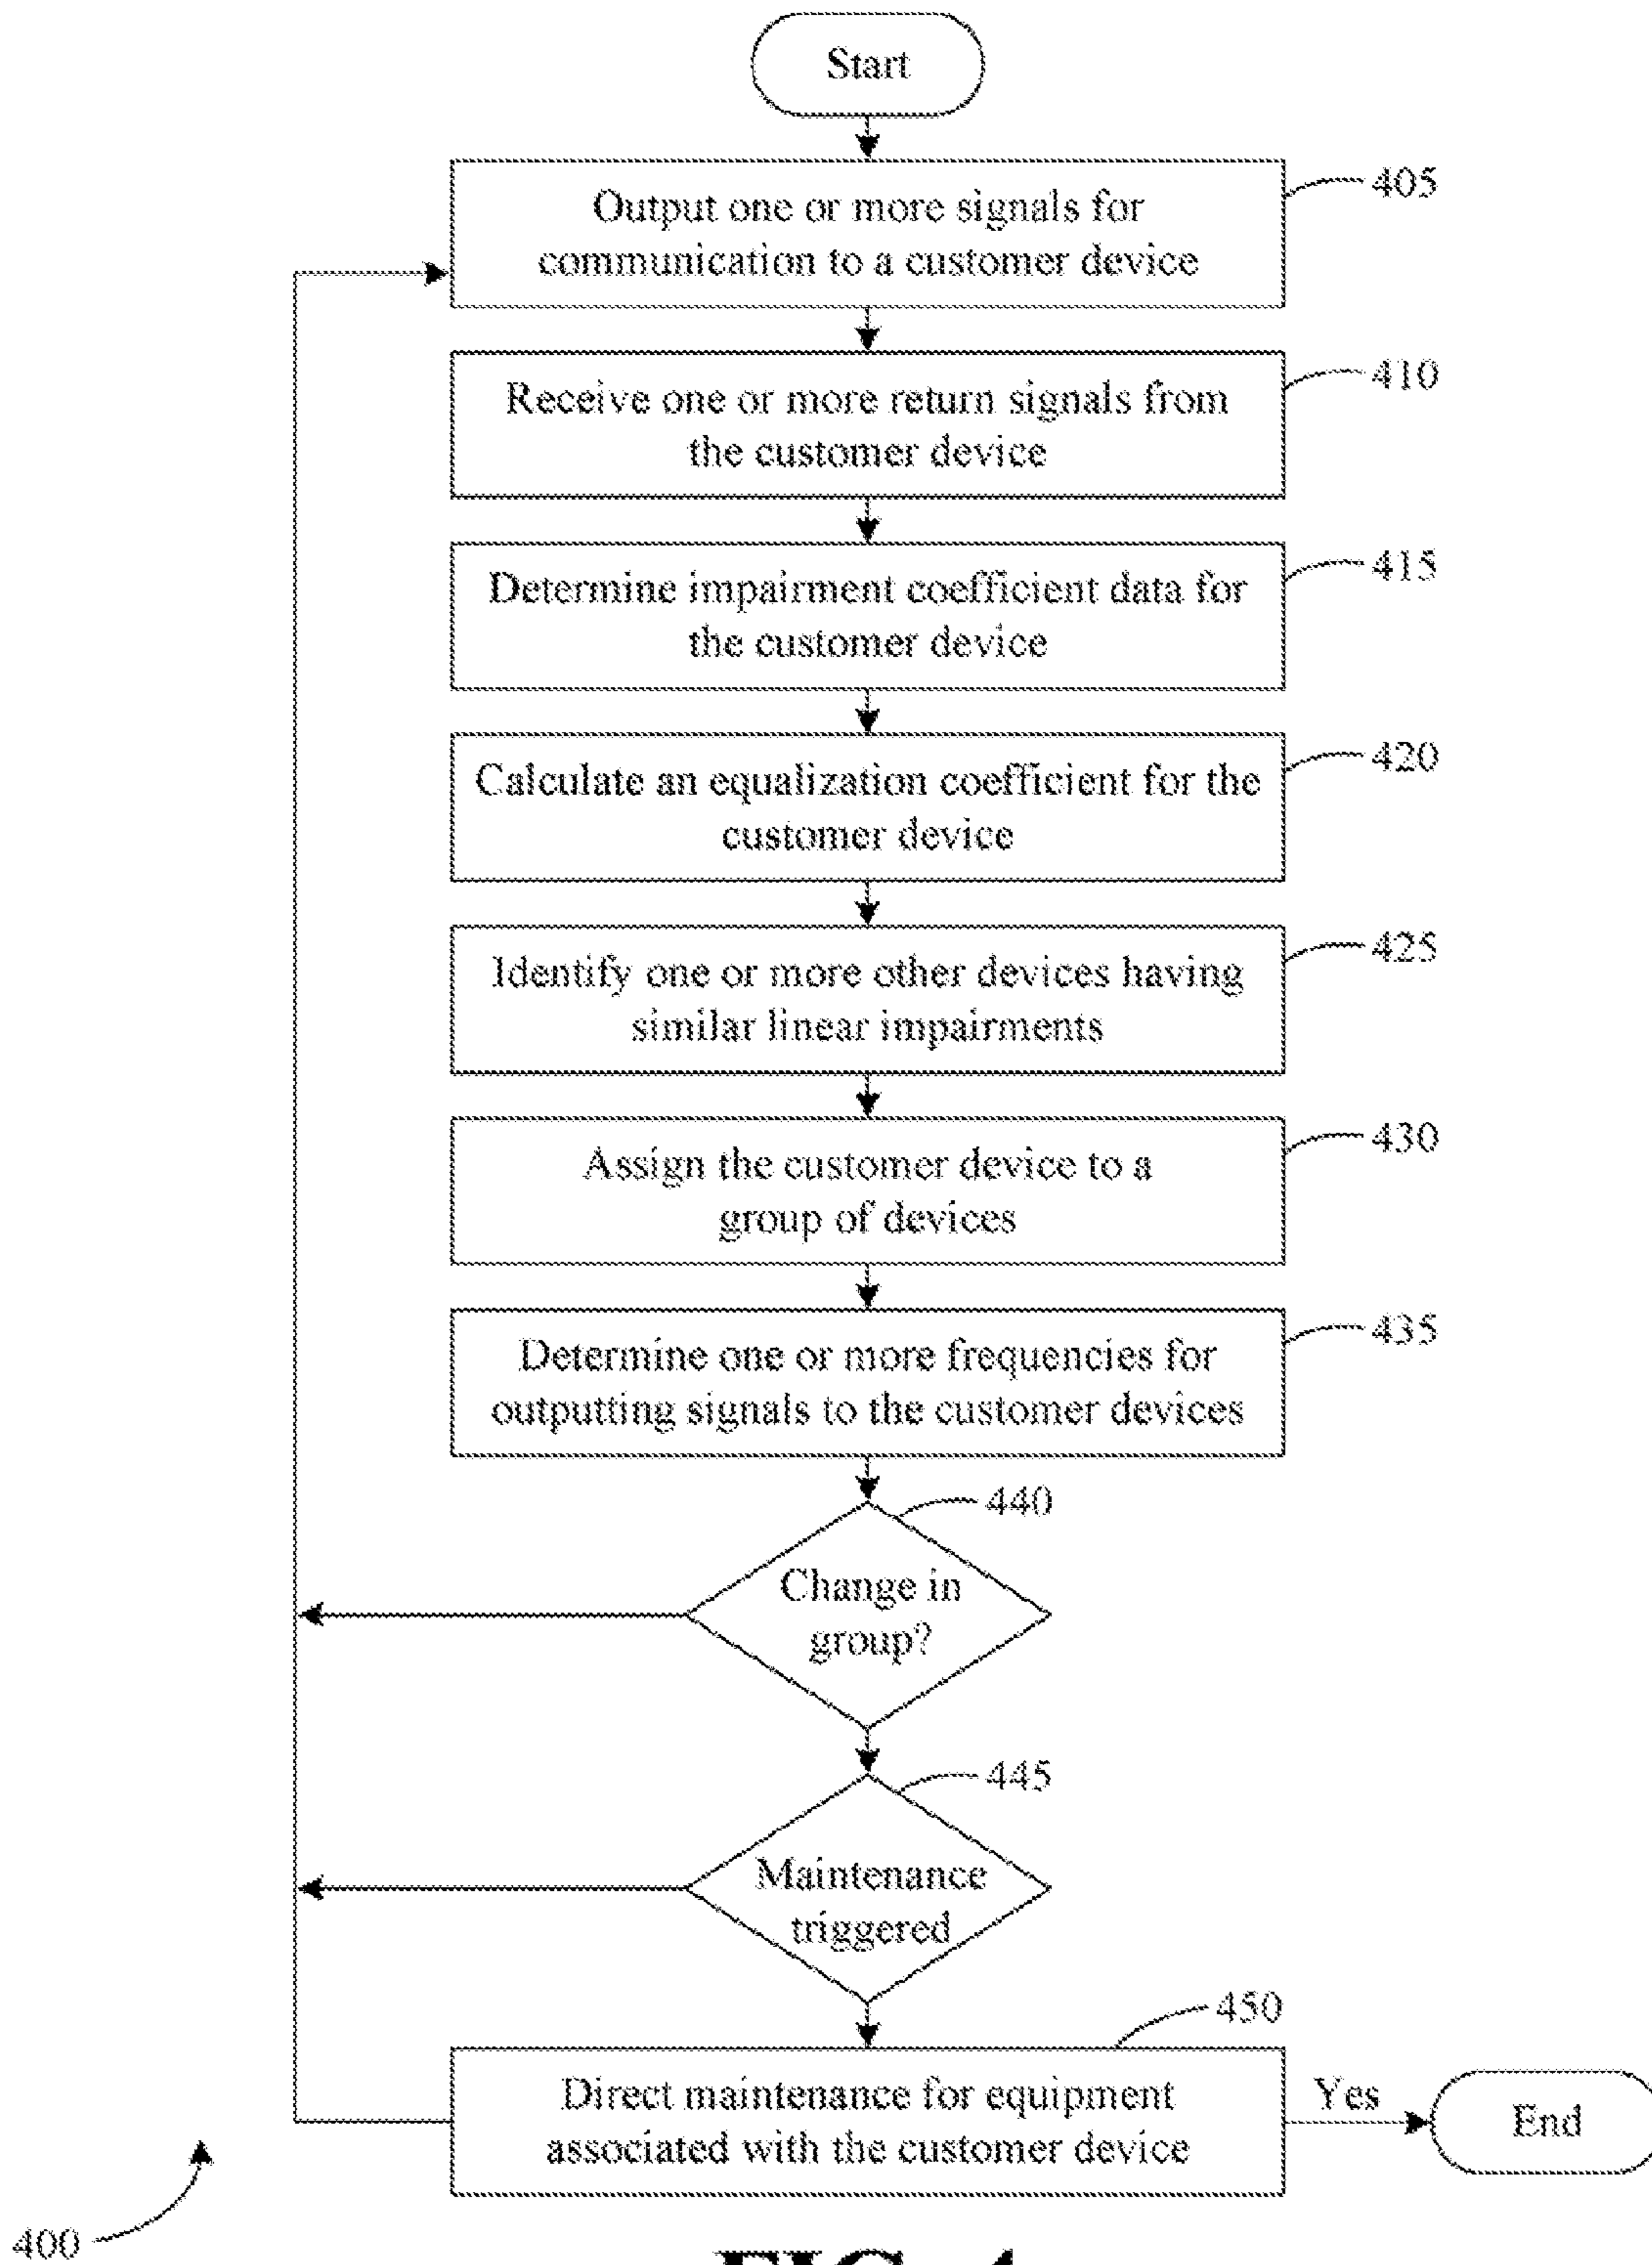 Start
Output one or more signals for
communication to a customer device
405
Receive one or more return signals from
the customer device
410
Determine impairment coefficient data for
the customer device
415
Calculate an equalization coefficient for the
customer device
420
Identify one or more other devices having
similar linear impairments
425
Assign the customer device to a
group of devices
430
Determine one or more frequencies for
outputting signals to the customer devices
435
440
Change in
group?
445
Maintenance
triggered
450
Direct maintenance for equipment
associated with the customer device
Yes
End
400